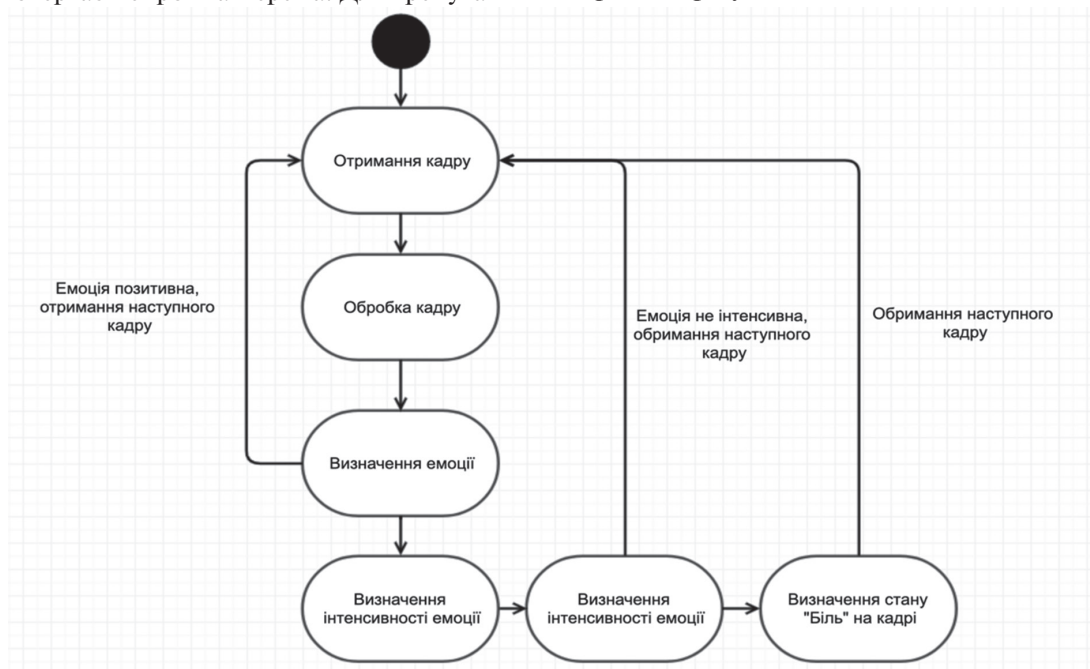 Отримання кадру
Обробка кадру
Емоція позитивна,
отримання наступного
кадру
Емоція не інтенсивна,
обримання наступного
кадру
Обримання наступного
кадру
Визначення емоції
Визначення
інтенсивності емоції
Визначення
інтенсивності емоції
Визначення стану
"Біль" на кадрі